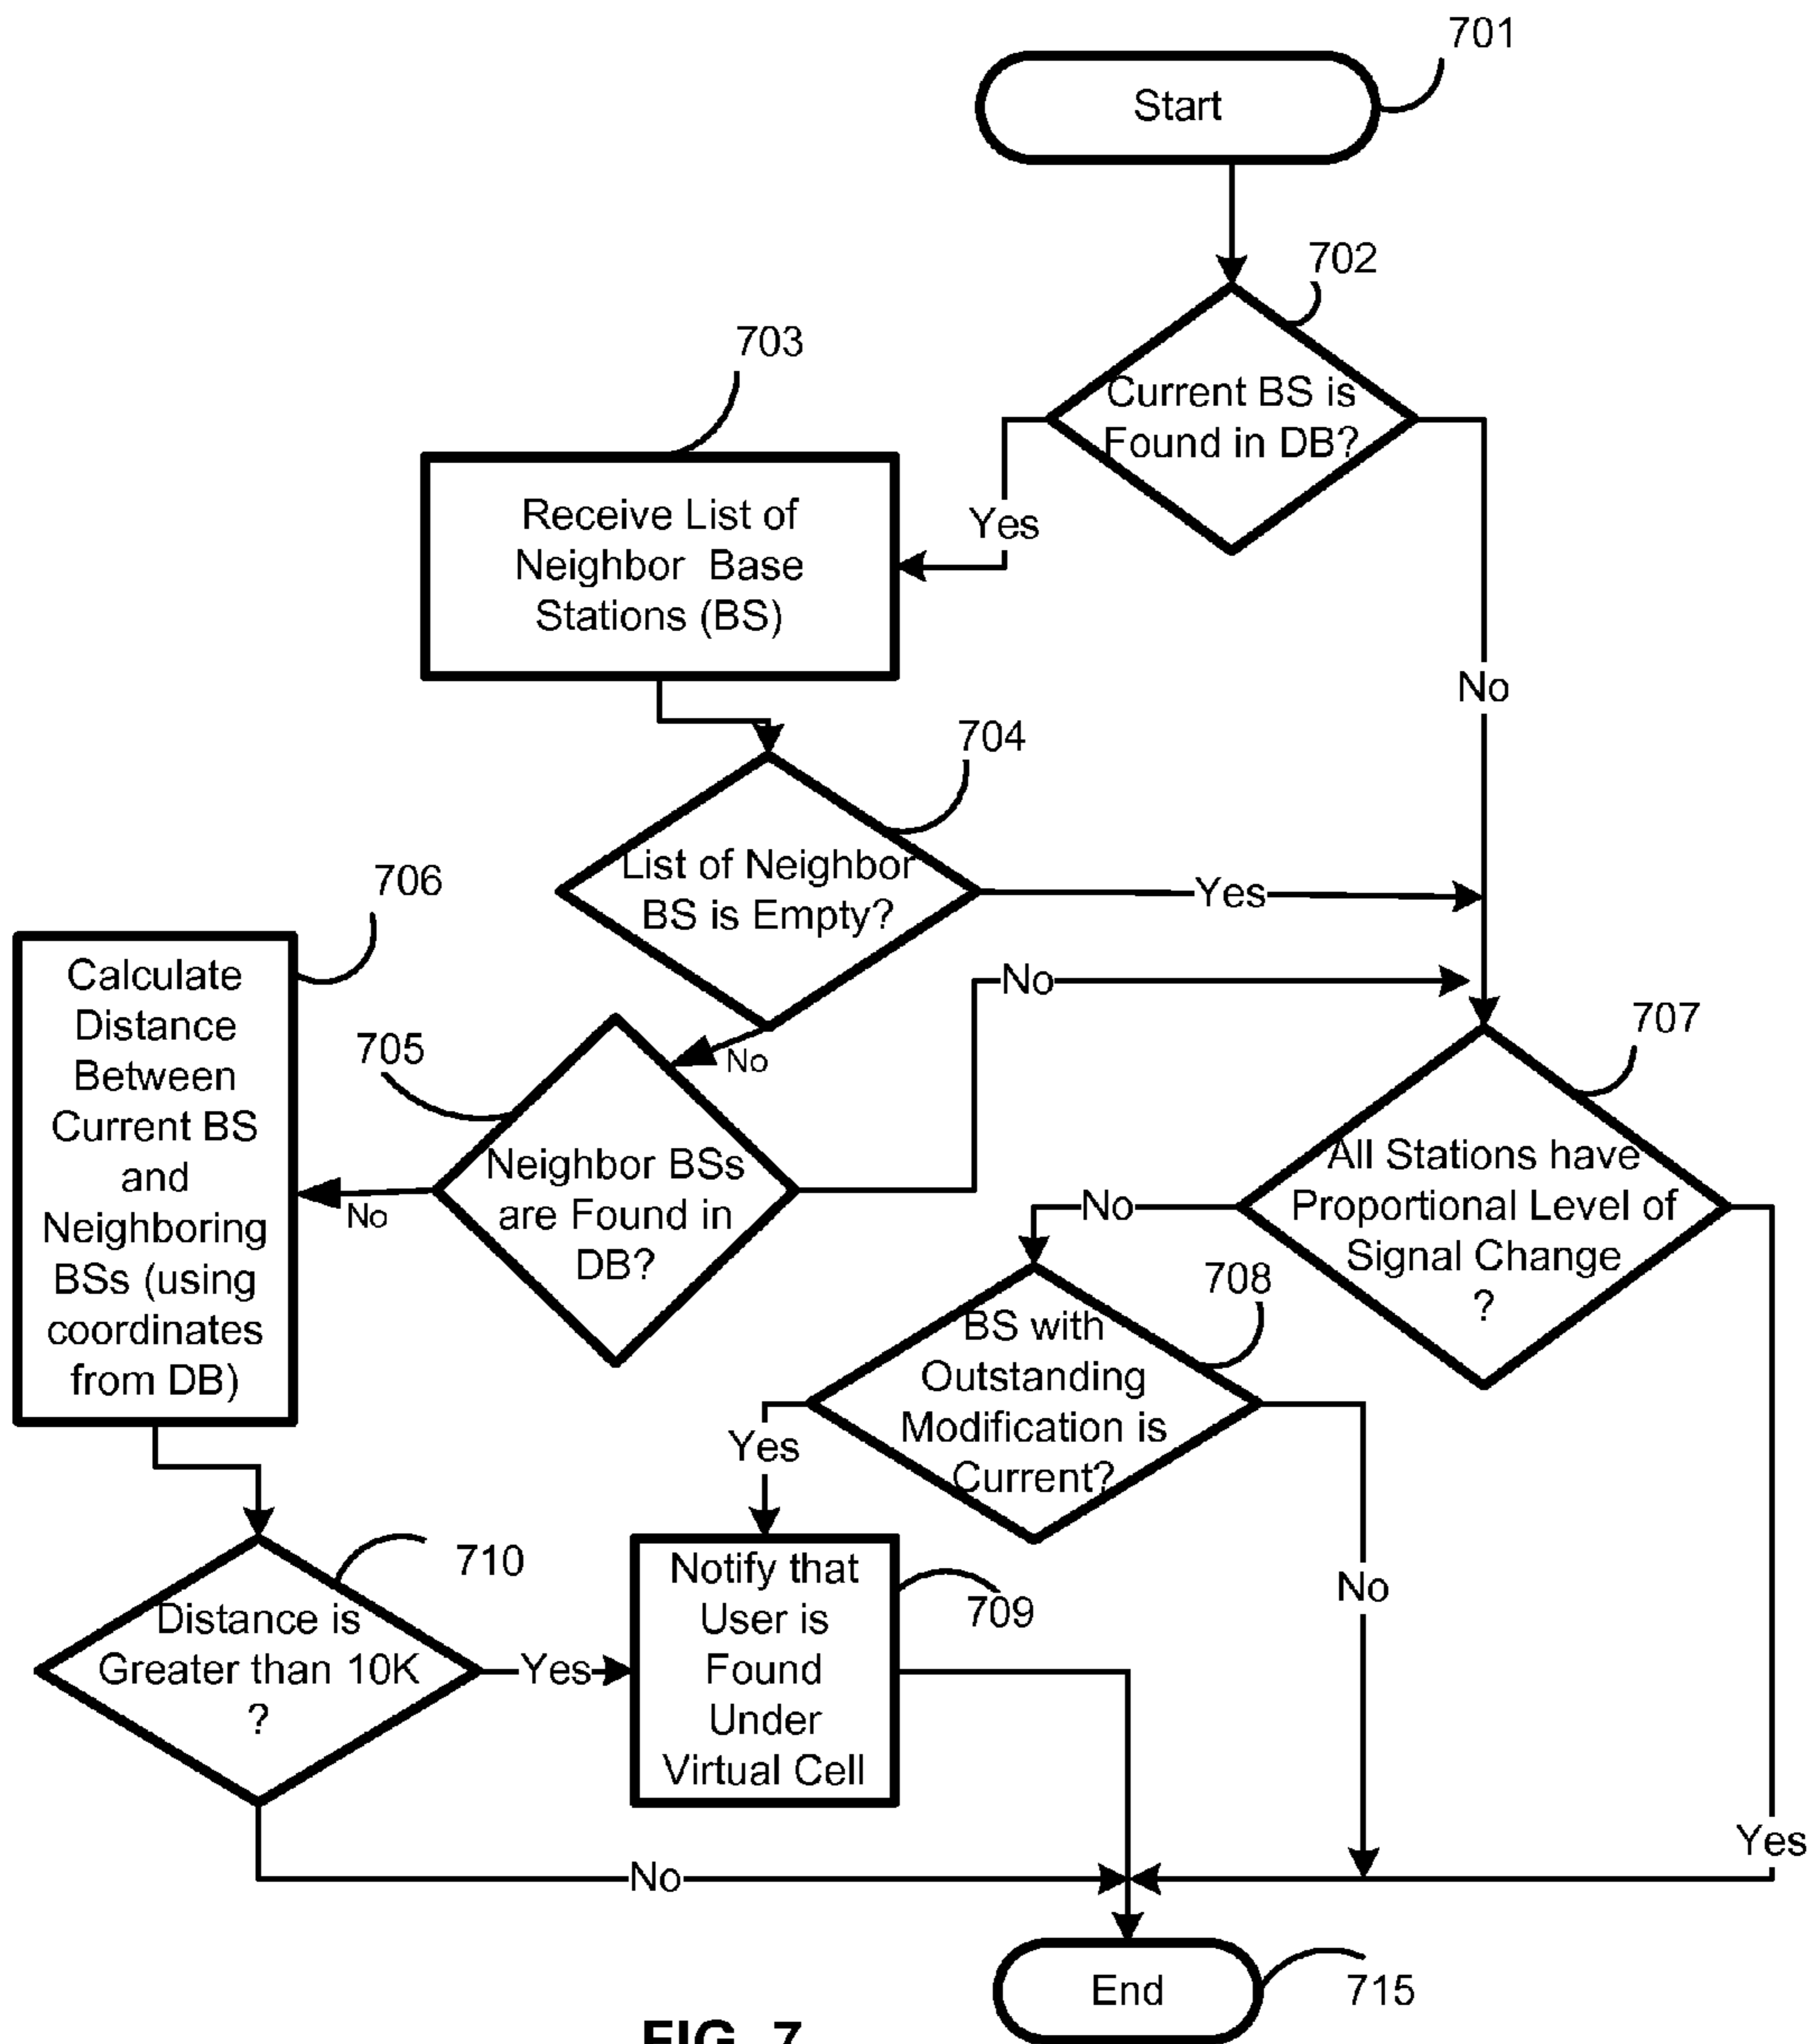 701
Start
702
Current BS is
Found in DB?
703
Receive List of
Neighbor Base
Stations (BS)
Yes
No
704
List of Neighbor
BS is Empty?
Yes
706
Calculate
Distance
Between
Current BS
and
Neighboring
BSs (using
coordinates
from DB)
No
No
705
Neighbor BSs
are Found in
DB?
No
707
All Stations have
Proportional Level of
Signal Change
?
No
708
BS with
Outstanding
Modification is
Current?
Yes
No
Yes
710
Distance is
Greater than 10K
?
Yes
709
Notify that
User is
Found
Under
Virtual Cell
No
End
715
FIG. 7